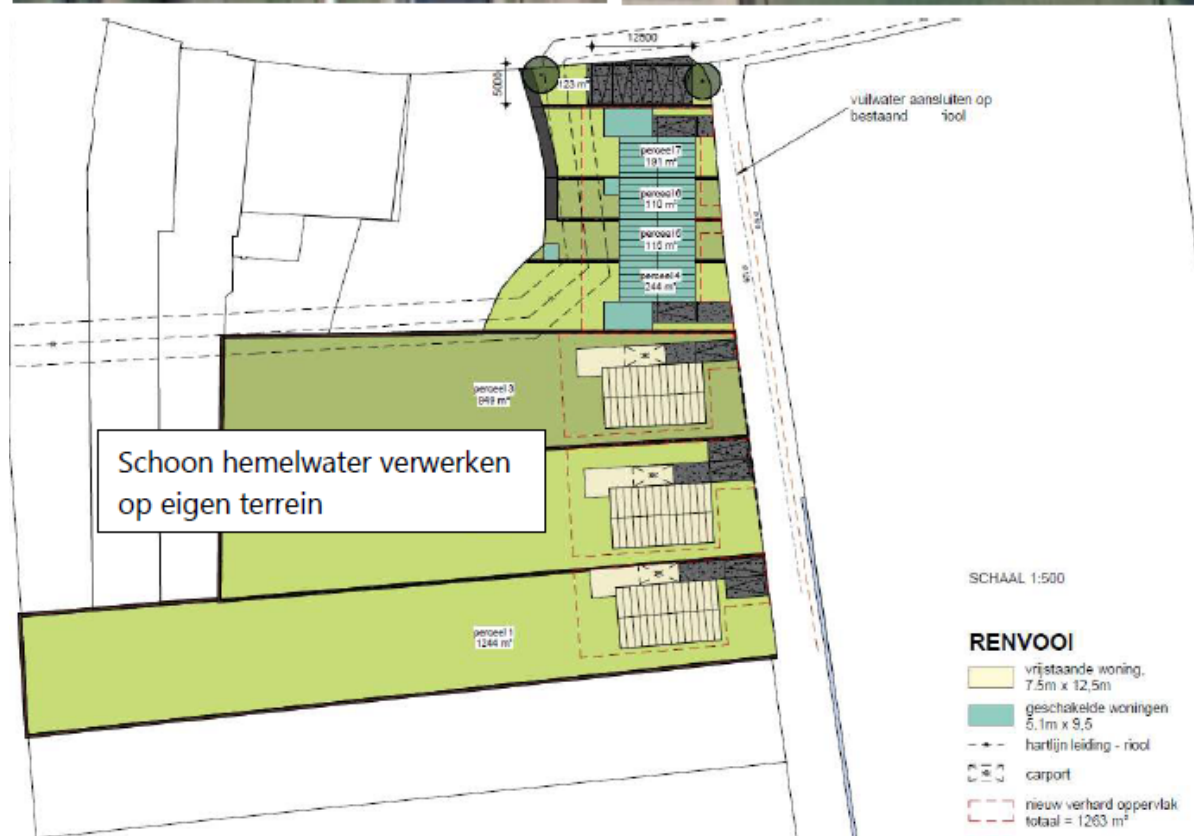 12500
5000
123 m²
vuilwater aansluiten op
bestaand riool
perceel 7
191 m²
perceel 6
110 m²
perceel 5
115 m²
perceel 4
244 m²
perceel 3
949 m²
Schoon hemelwater verwerken
op eigen terrein
perceel 1
1244 m²
SCHAAL 1:500
RENVOOI
vrijstaande woning,
7.5m x 12,5m
geschakelde woningen
5.1m x 9,5
hartlijn leiding - riool
carport
nieuw verhard oppervlak
totaal = 1263 m²